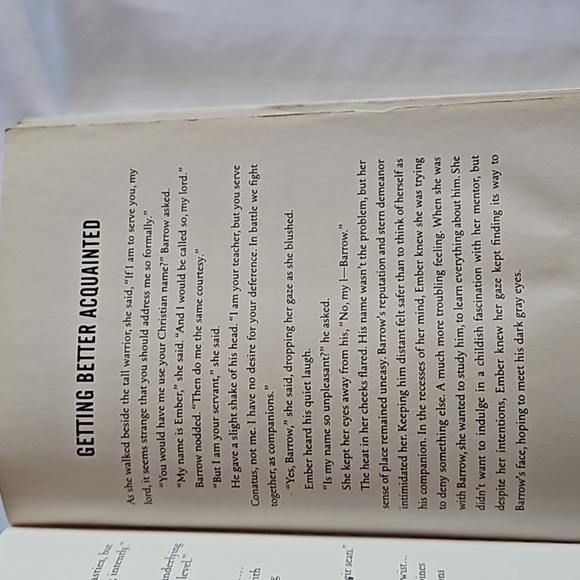 GETTING BETTER ACQUAINTED
As she walked beside the tall warrior, she said, "If I am to serve you, my
lord, it seems strange that you should address me so formally."
"You would have me use your Christian name?" Barrow asked.
"My name is Ember," she said. "And I would be called so, my lord."
Barrow nodded. "Then do me the same courtesy."
"But I am your servant," she said.
He gave a slight shake of his head. "I am your teacher, but you serve
Conatus, not me. I have no desire for your deference. In battle we fight
together, as companions."
"Yes, Barrow," she said, dropping her gaze as she blushed.
Ember heard his quiet laugh.
"Is my name so unpleasant?" he asked.
She kept her eyes away from his, "No, my l—Barrow."
The heat in her cheeks flared. His name wasn't the problem, but her
sense of place remained uneasy. Barrow's reputation and stern demeanor
intimidated her. Keeping him distant felt safer than to think of herself as
his companion. In the recesses of her mind, Ember knew she was trying
to deny something else. A much more troubling feeling. When she was
with Barrow, she wanted to study him, to learn everything about him. She
didn't want to indulge in a childish fascination with her mentor, but
despite her intentions, Ember knew her gaze kept finding its way to
Barrow's face, hoping to meet his dark gray eyes.
but
intently."
level."